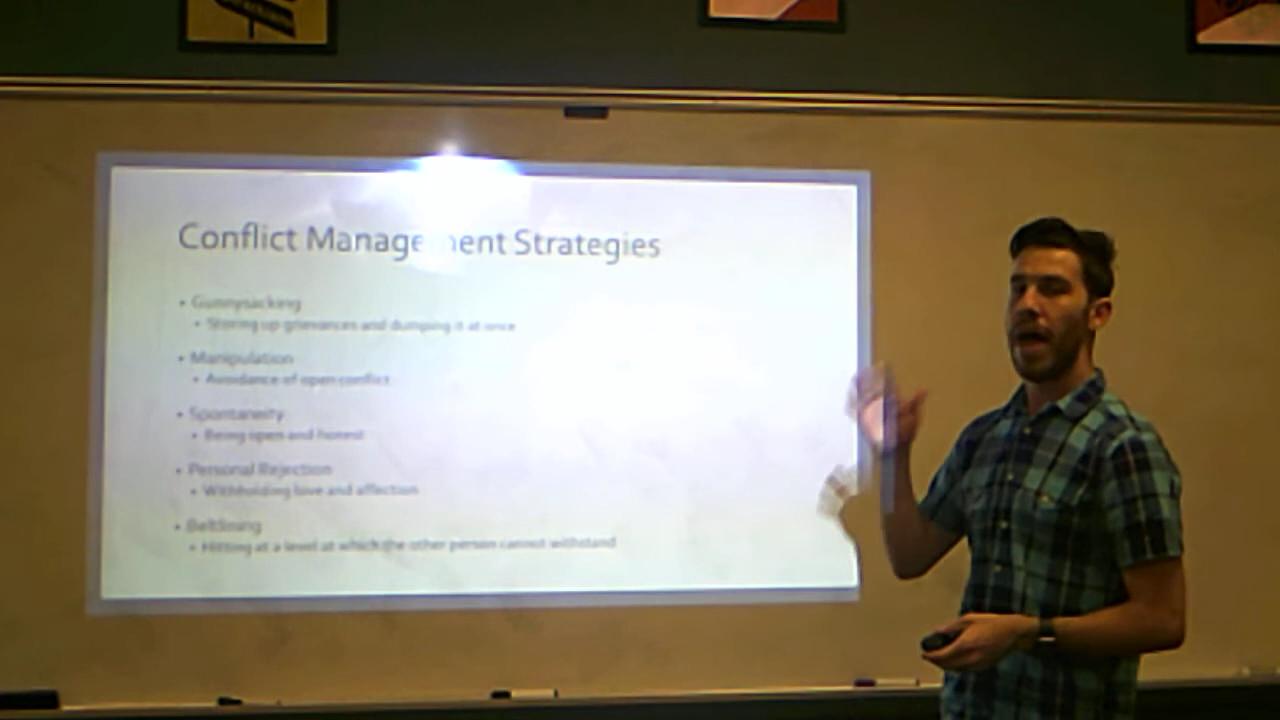 Conflict Management Strategies
• Gunnysacking
• Storing up grievances and dumping it at once
• Manipulation
• Avoidance of open conflict
• Spontaneity
• Being open and honest
• Personal Rejection
• Withholding love and affection
• Beltlining
• Hitting at a level at which the other person cannot withstand